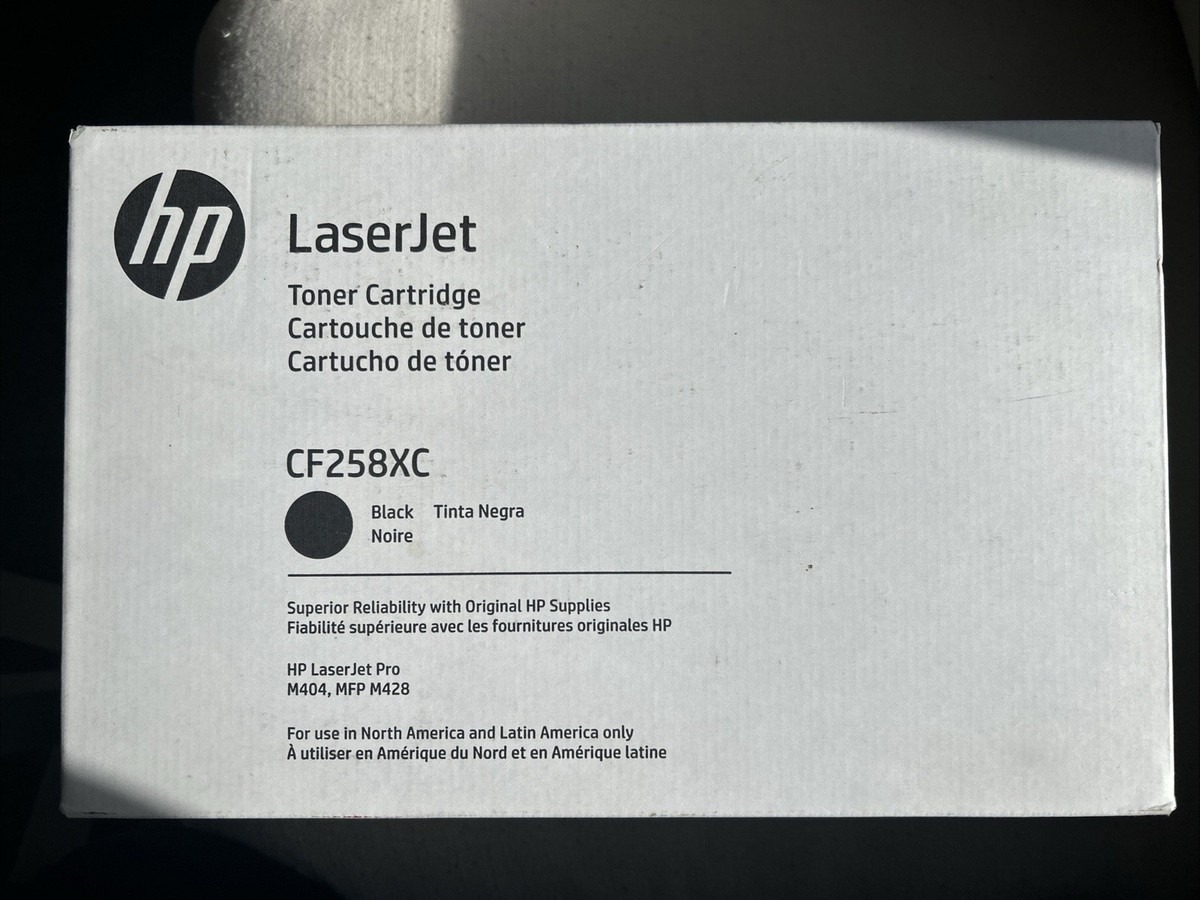 hp
LaserJet
Toner Cartridge
Cartouche de toner
Cartucho de tóner
CF258XC
Black Tinta Negra
Noire
Superior Reliability with Original HP Supplies
Fiabilité supérieure avec les fournitures originales HP
HP LaserJet Pro
M404, MFP M428
For use in North America and Latin America only
À utiliser en Amérique du Nord et en Amérique latine